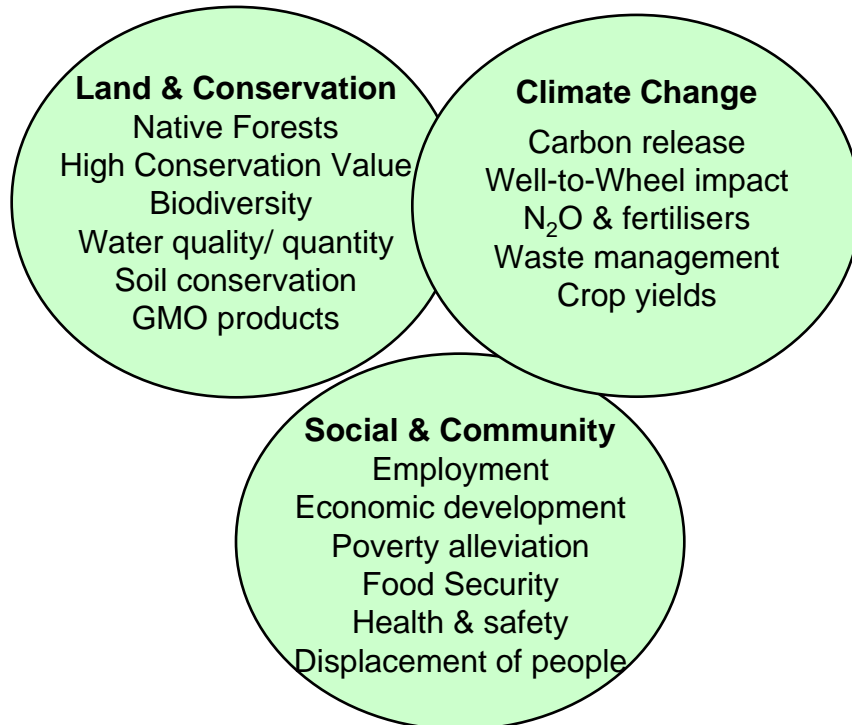 Land & Conservation
Native Forests
High Conservation Value
Biodiversity
Water quality/ quantity
Soil conservation
GMO products
Climate Change
Carbon release
Well-to-Wheel impact
N₂O & fertilisers
Waste management
Crop yields
Social & Community
Employment
Economic development
Poverty alleviation
Food Security
Health & safety
Displacement of people